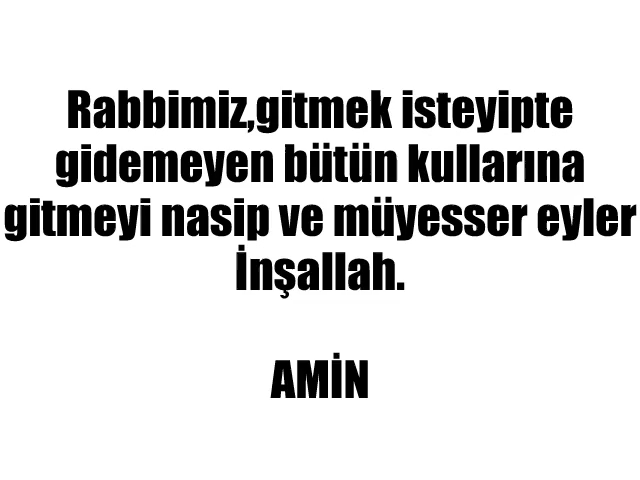 Rabbimiz,gitmek isteyipte
gidemeyen bütün kullarına
gitmeyi nasip ve müyesser eyler
İnşallah.
AMİN